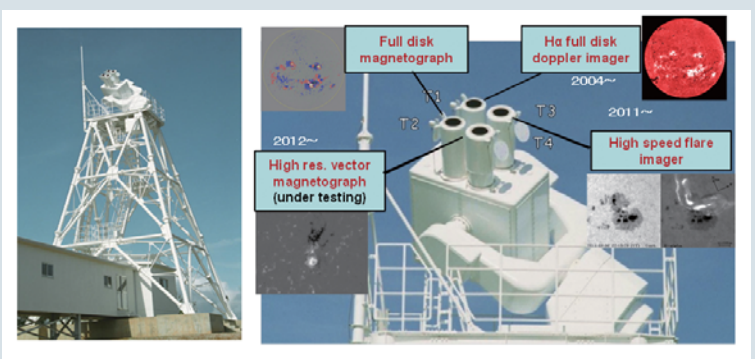 Full disk
magnetograph
Hα full disk
doppler imager
2004～
T1
T2
T3
T4
2011～
High speed flare
imager
2012～
High res. vector
magnetograph
(under testing)